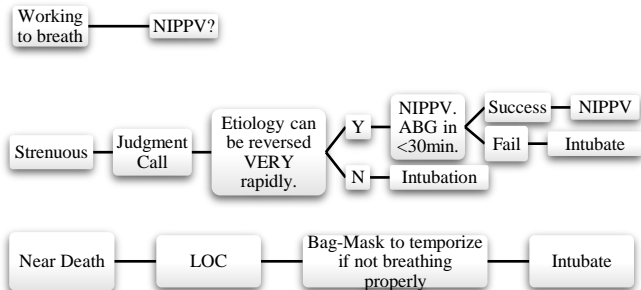 Working
to breath
NIPPV?
Strenuous
Judgment
Call
Etiology can
be reversed
VERY
rapidly.
Y
NIPPV.
ABG in
<30min.
Success
NIPPV
Fail
Intubate
N
Intubation
Near Death
LOC
Bag-Mask to temporize
if not breathing
properly
Intubate